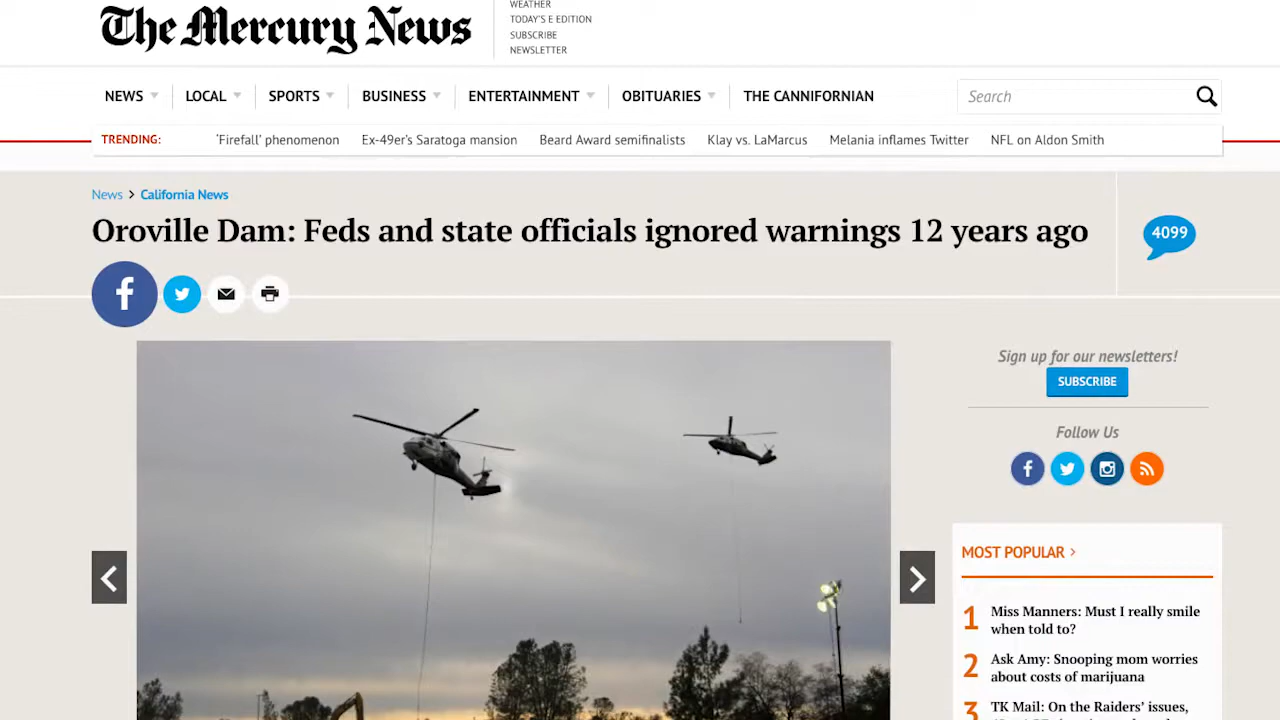 The Mercury News
WEATHER
TODAY'S E EDITION
SUBSCRIBE
NEWSLETTER
NEWS
LOCAL
SPORTS
BUSINESS
ENTERTAINMENT
OBITUARIES
THE CANNIFORNIAN
Search
TRENDING:
'Firefall' phenomenon
Ex-49er's Saratoga mansion
Beard Award semifinalists
Klay vs. LaMarcus
Melania inflames Twitter
NFL on Aldon Smith
News > California News
Oroville Dam: Feds and state officials ignored warnings 12 years ago
4099
Sign up for our newsletters!
SUBSCRIBE
Follow Us
MOST POPULAR >
1 Miss Manners: Must I really smile
when told to?
2 Ask Amy: Snooping mom worries
about costs of marijuana
3 TK Mail: On the Raiders' issues,